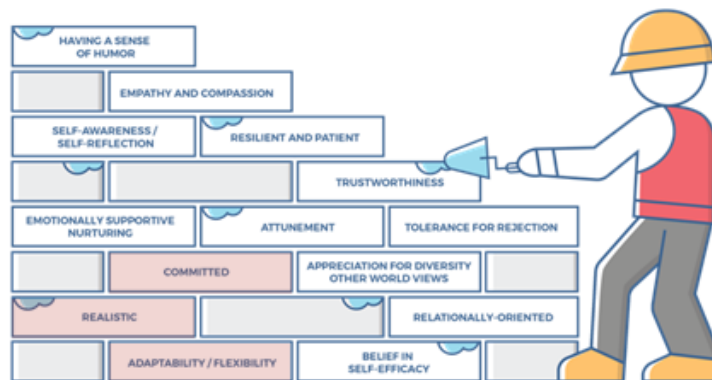 HAVING A SENSE
OF HUMOR
EMPATHY AND COMPASSION
SELF-AWARENESS /
SELF-REFLECTION
RESILIENT AND PATIENT
TRUSTWORTHINESS
EMOTIONALLY SUPPORTIVE
NURTURING
ATTUNEMENT
TOLERANCE FOR REJECTION
COMMITTED
APPRECIATION FOR DIVERSITY
OTHER WORLD VIEWS
REALISTIC
RELATIONALLY-ORIENTED
ADAPTABILITY / FLEXIBILITY
BELIEF IN
SELF-EFFICACY